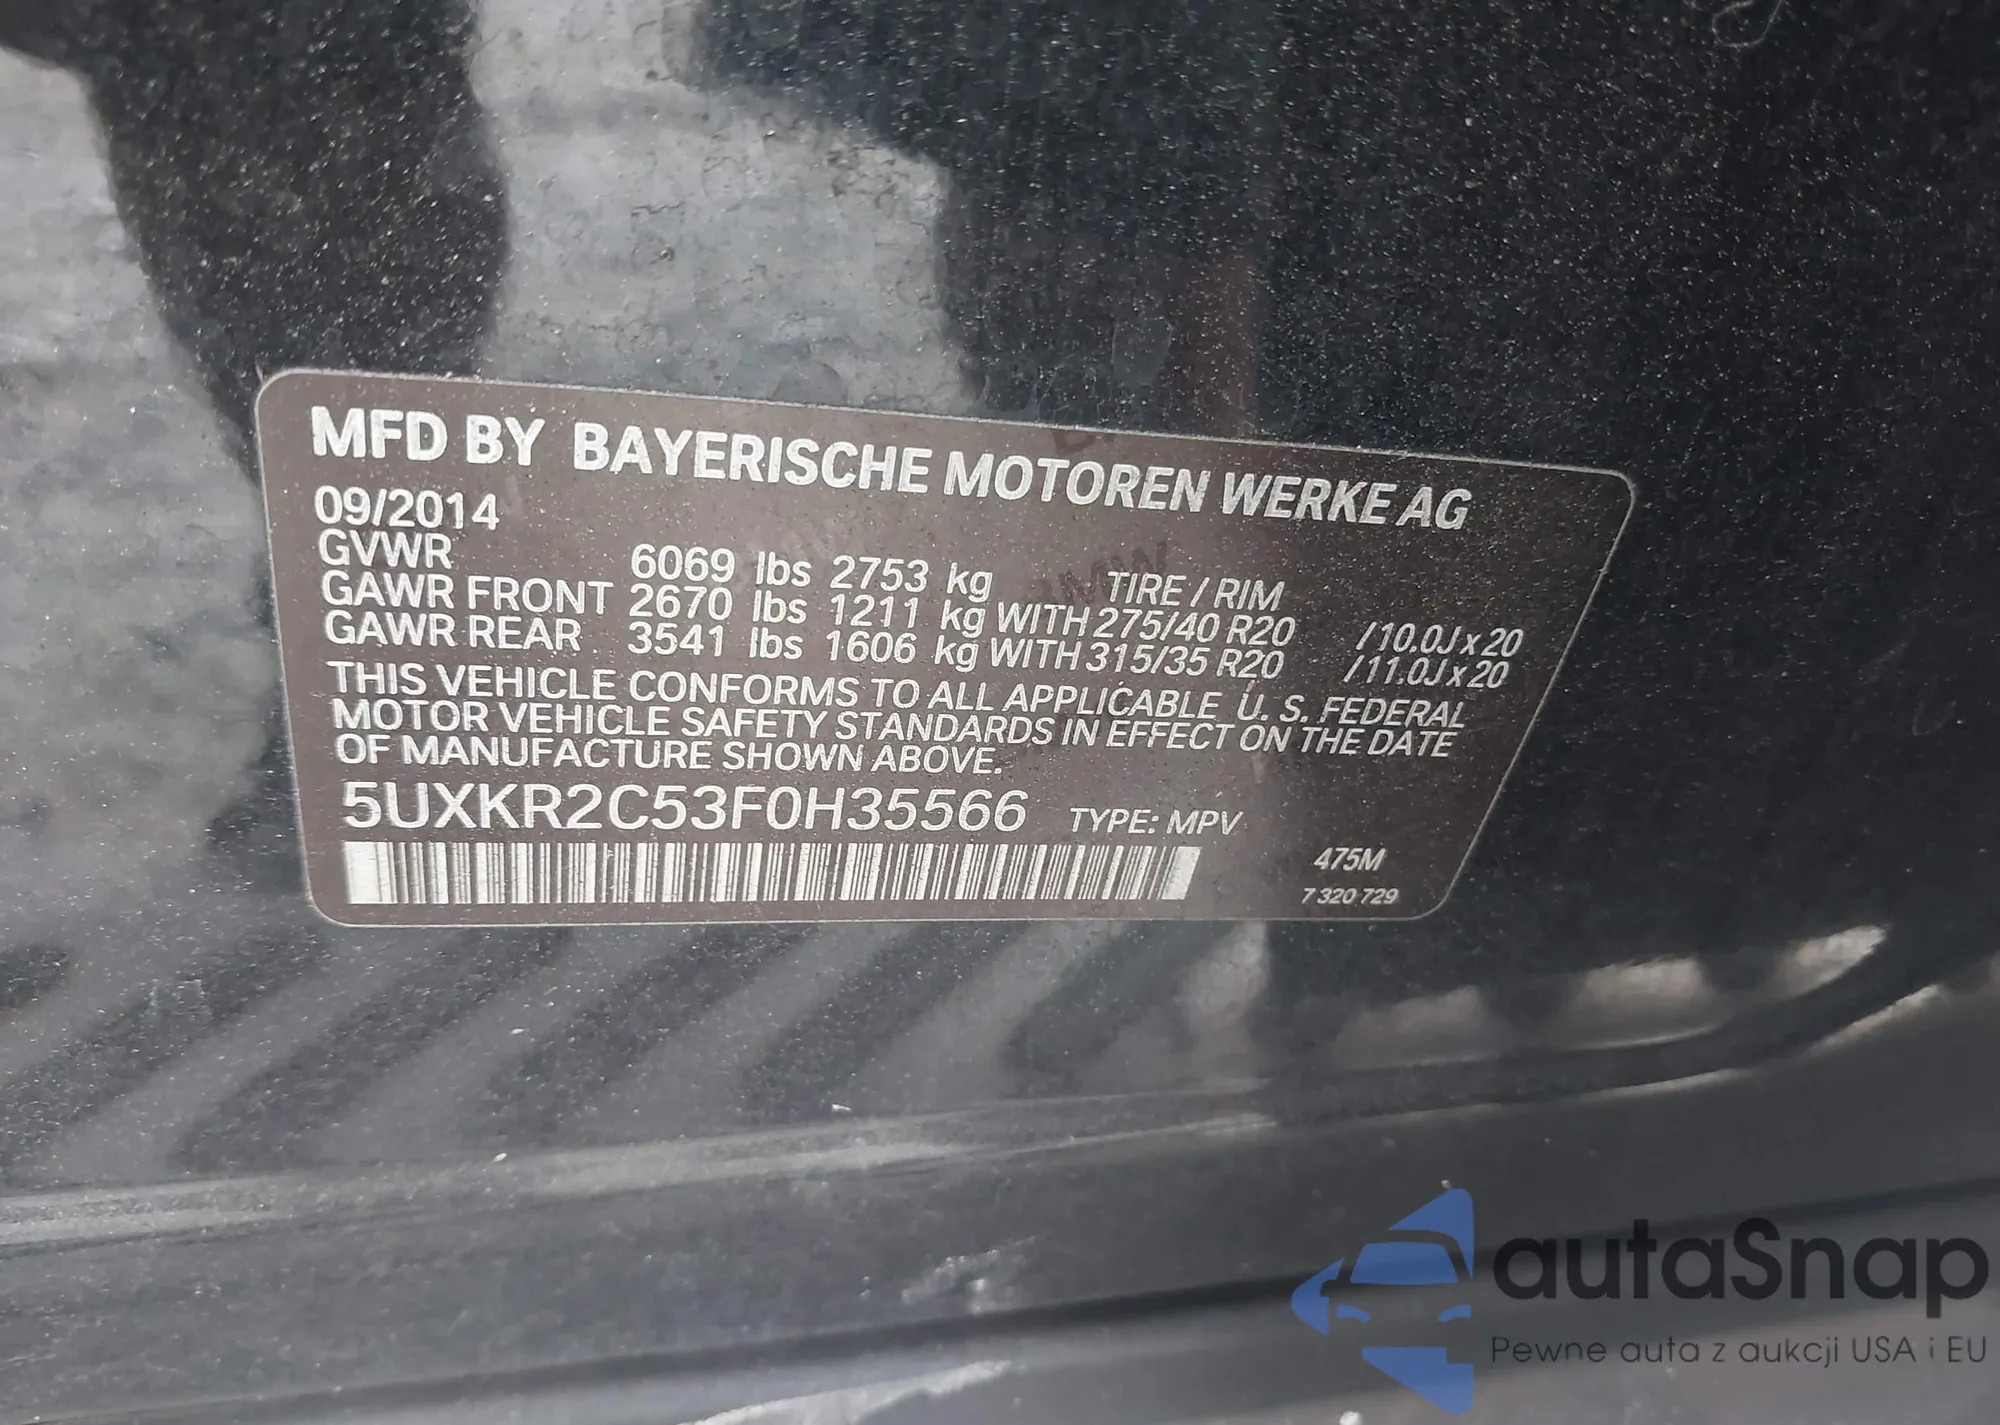 MFD BY BAYERISCHE MOTOREN WERKE AG
09/2014
GVWR 6069 lbs 2753 kg TIRE / RIM
GAWR FRONT 2670 lbs 1211 kg WITH 275/40 R20 /10.0J x 20
GAWR REAR 3541 lbs 1606 kg WITH 315/35 R20 /11.0J x 20
THIS VEHICLE CONFORMS TO ALL APPLICABLE U. S. FEDERAL
MOTOR VEHICLE SAFETY STANDARDS IN EFFECT ON THE DATE
OF MANUFACTURE SHOWN ABOVE.
5UXKR2C53F0H35566 TYPE: MPV
475M
7 320 729
autaSnap
Pewne auta z aukcji USA i EU